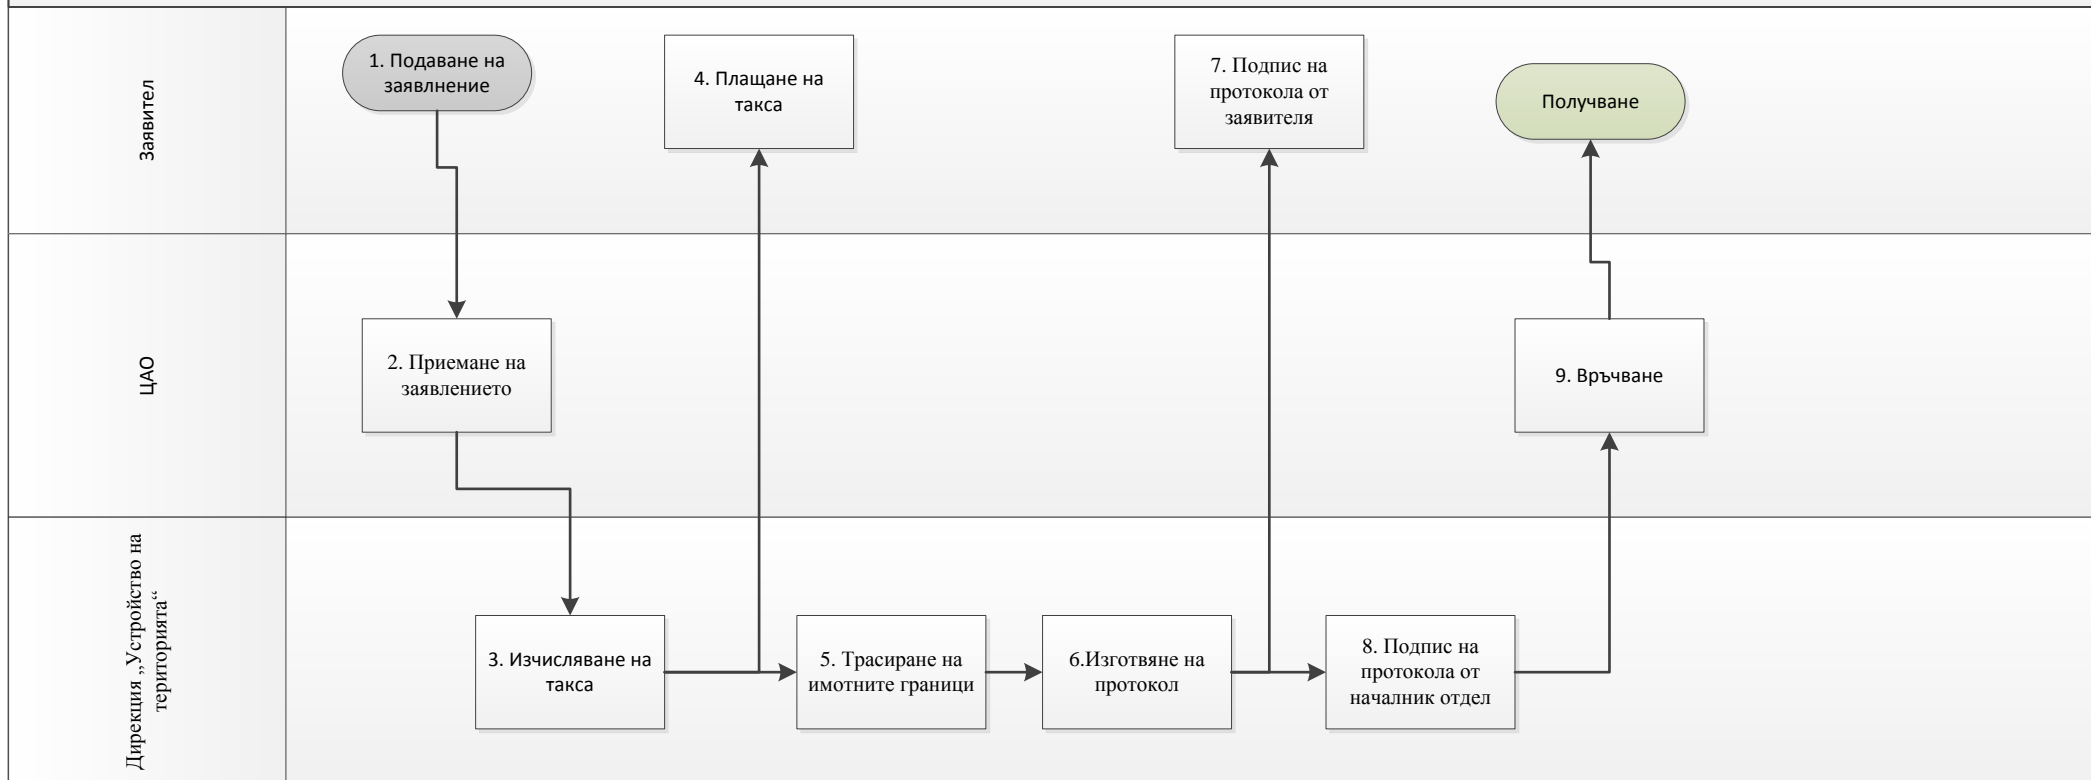 Заявител
1. Подаване на
заявлнение
4. Плащане на
такса
7. Подпис на
протокола от
заявителя
Получване
ЦАО
2. Приемане на
заявлението
9. Връчване
Дирекция „Устройство на
територията“
3. Изчисляване на
такса
5. Трасиране на
имотните граници
6.Изготвяне на
протокол
8. Подпис на
протокола от
началник отдел